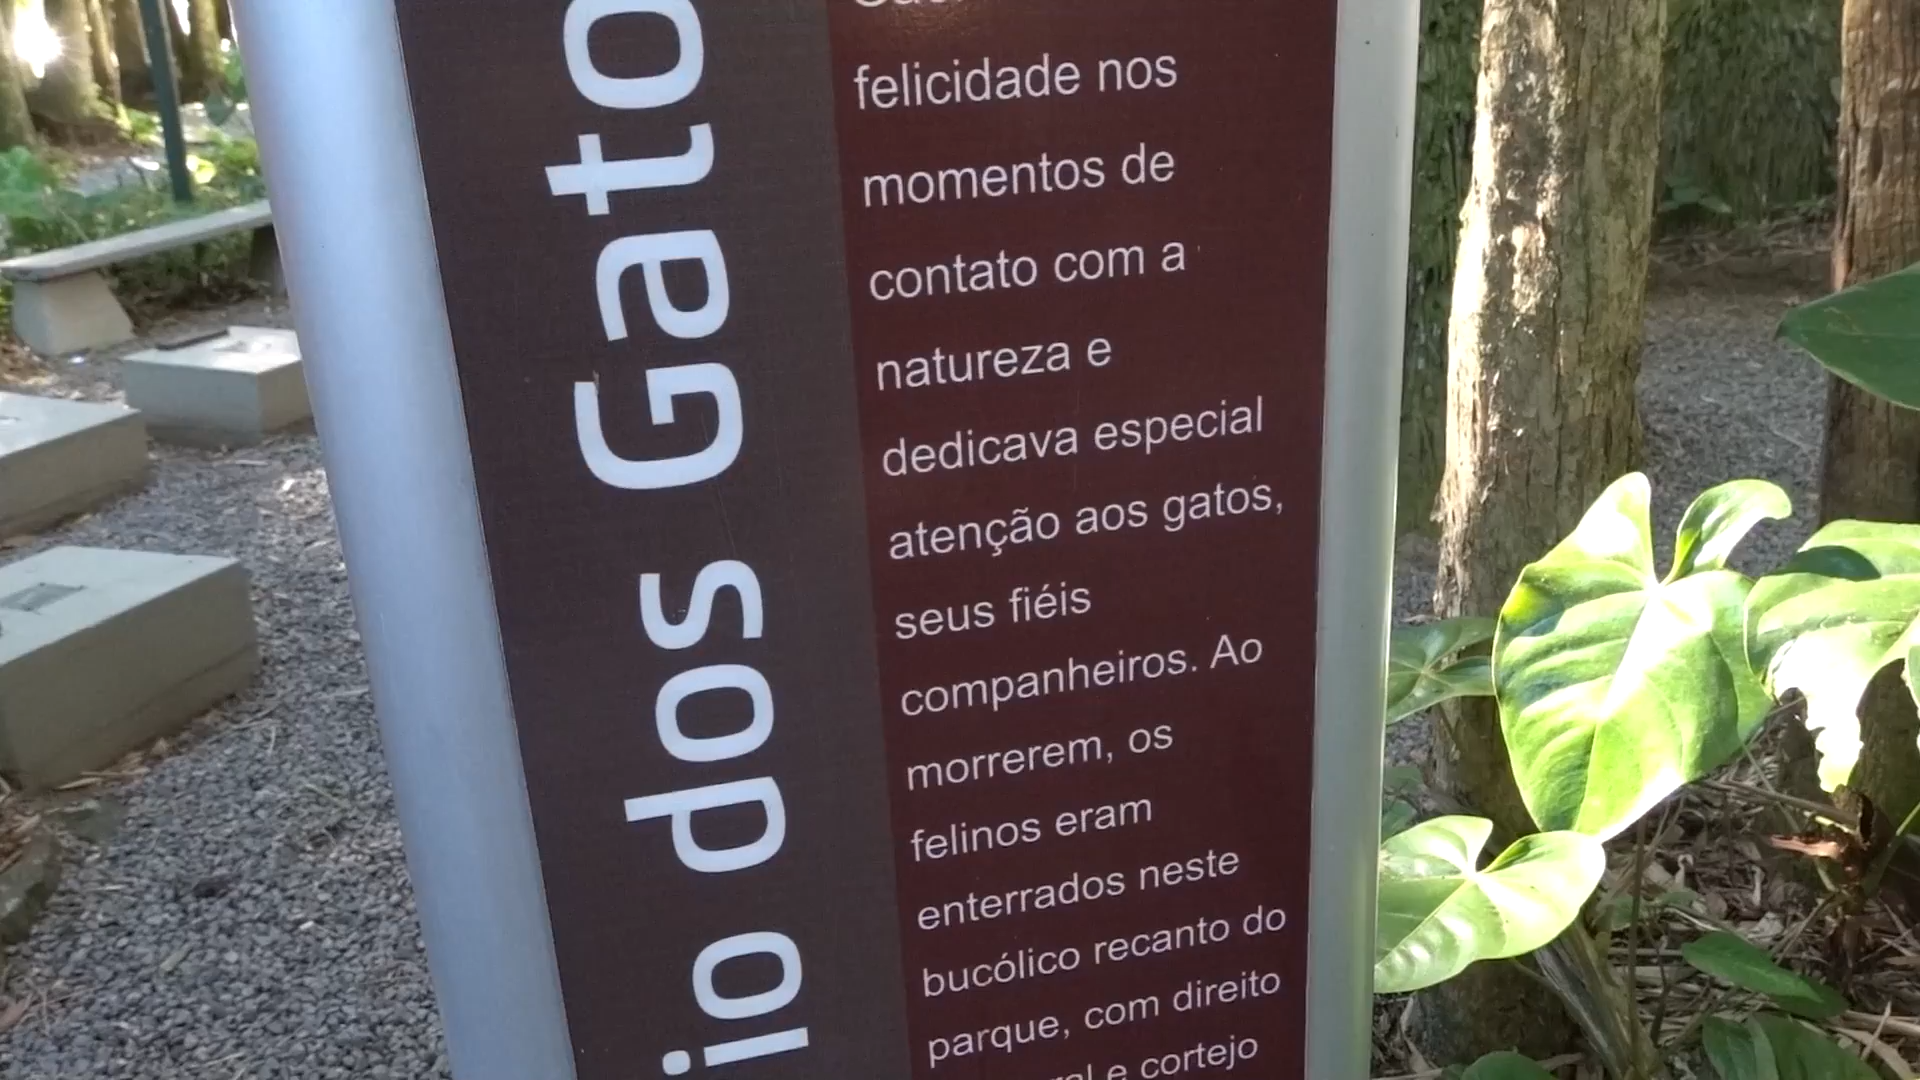 io dos Gato
felicidade nos
momentos de
contato com a
natureza e
dedicava especial
atenção aos gatos,
seus fiéis
companheiros. Ao
morrerem, os
felinos eram
enterrados neste
bucólico recanto do
parque, com direito
e cortejo